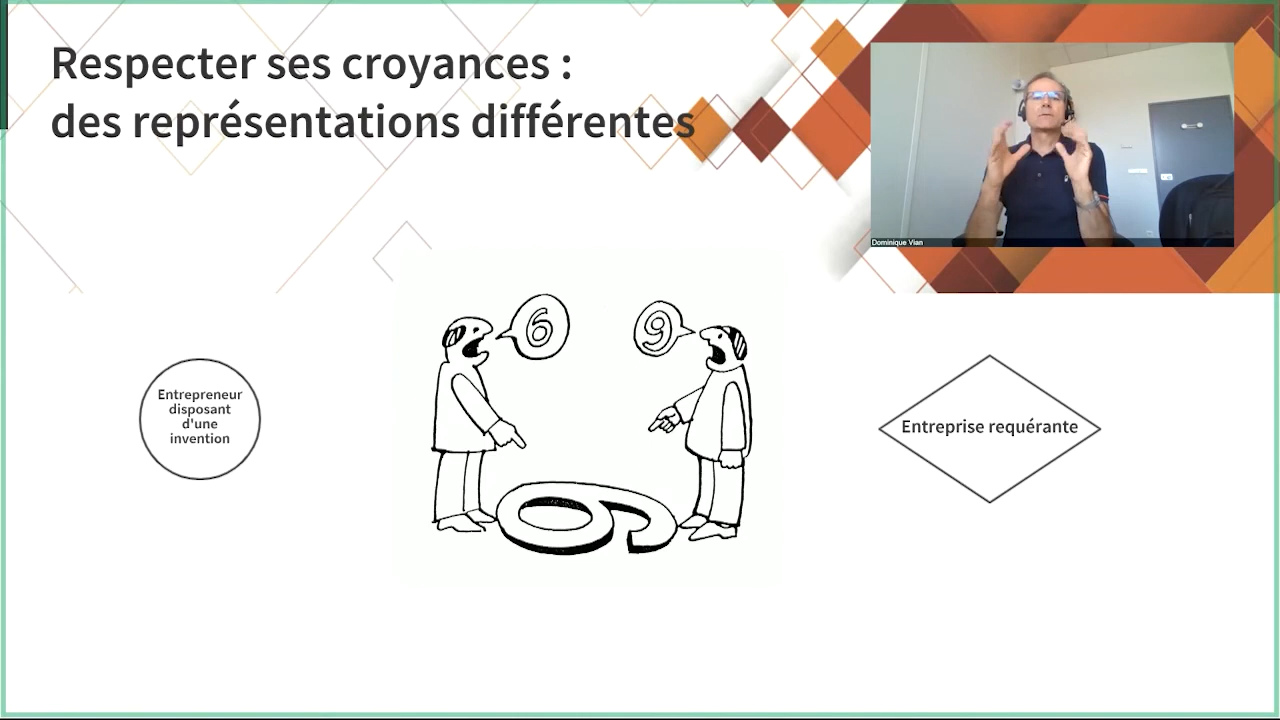 Respecter ses croyances :
des représentations différentes
Dominique Vian
6
9
Entrepreneur
disposant
d'une
invention
Entreprise requérante